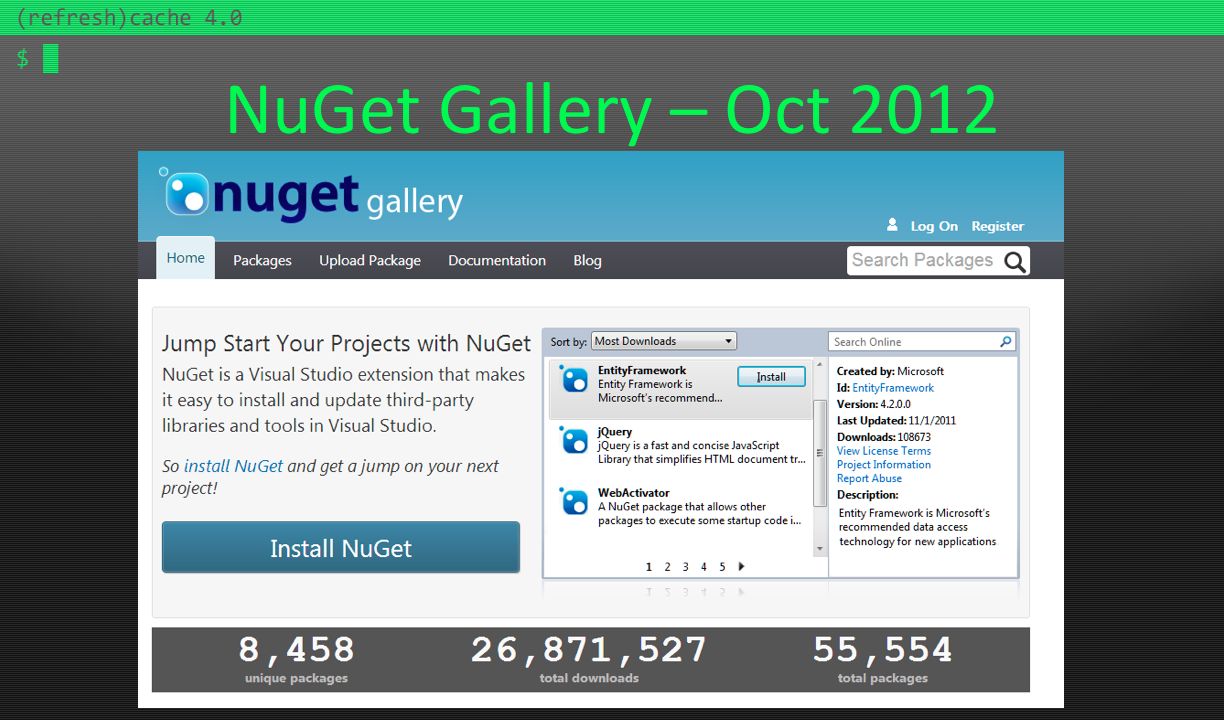 (refresh)cache 4.0
$
NuGet Gallery – Oct 2012
nuget gallery
Log On Register
Home Packages Upload Package Documentation Blog Search Packages
Jump Start Your Projects with NuGet
NuGet is a Visual Studio extension that makes
it easy to install and update third-party
libraries and tools in Visual Studio.
So install NuGet and get a jump on your next
project!
Install NuGet
Sort by: Most Downloads
EntityFramework
Entity Framework is
Microsoft's recommend...
Install
jQuery
jQuery is a fast and concise JavaScript
Library that simplifies HTML document tr...
WebActivator
A NuGet package that allows other
packages to execute some startup code i...
1 2 3 4 5
Search Online
Created by: Microsoft
Id: EntityFramework
Version: 4.2.0.0
Last Updated: 11/1/2011
Downloads: 108673
View License Terms
Project Information
Report Abuse
Description:
Entity Framework is Microsoft's
recommended data access
technology for new applications
8,458 26,871,527 55,554
unique packages total downloads total packages